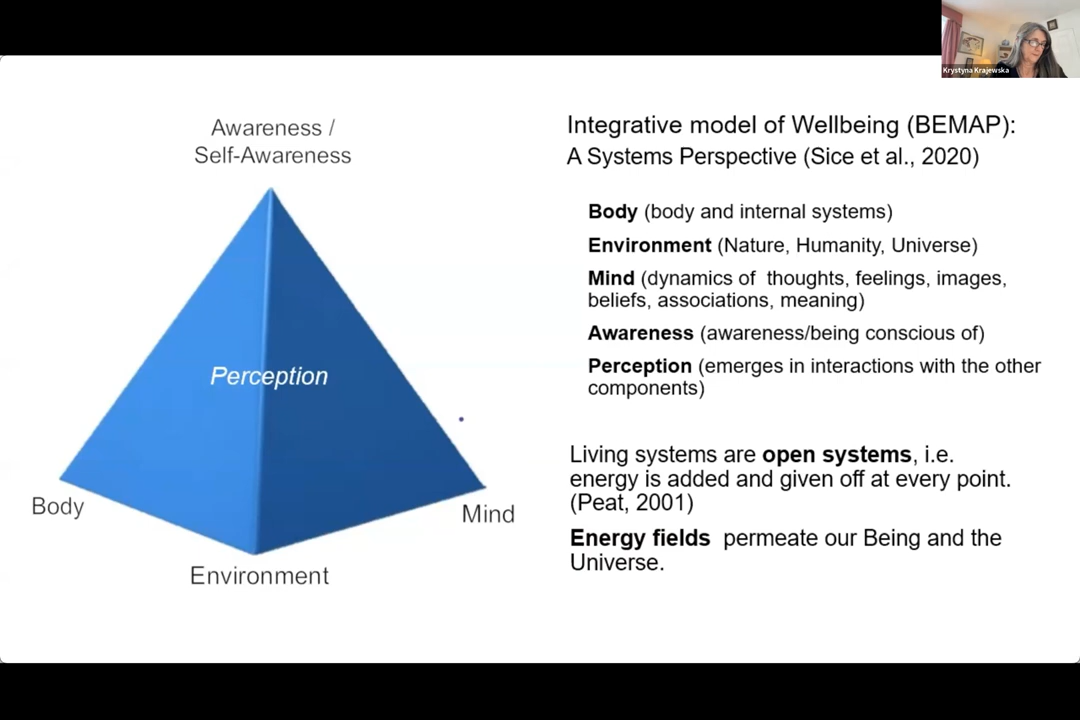 Krystyna Krajewska
Awareness /
Self-Awareness
Perception
Body
Mind
Environment
Integrative model of Wellbeing (BEMAP):
A Systems Perspective (Sice et al., 2020)
Body (body and internal systems)
Environment (Nature, Humanity, Universe)
Mind (dynamics of thoughts, feelings, images,
beliefs, associations, meaning)
Awareness (awareness/being conscious of)
Perception (emerges in interactions with the other
components)
Living systems are open systems, i.e.
energy is added and given off at every point.
(Peat, 2001)
Energy fields permeate our Being and the
Universe.